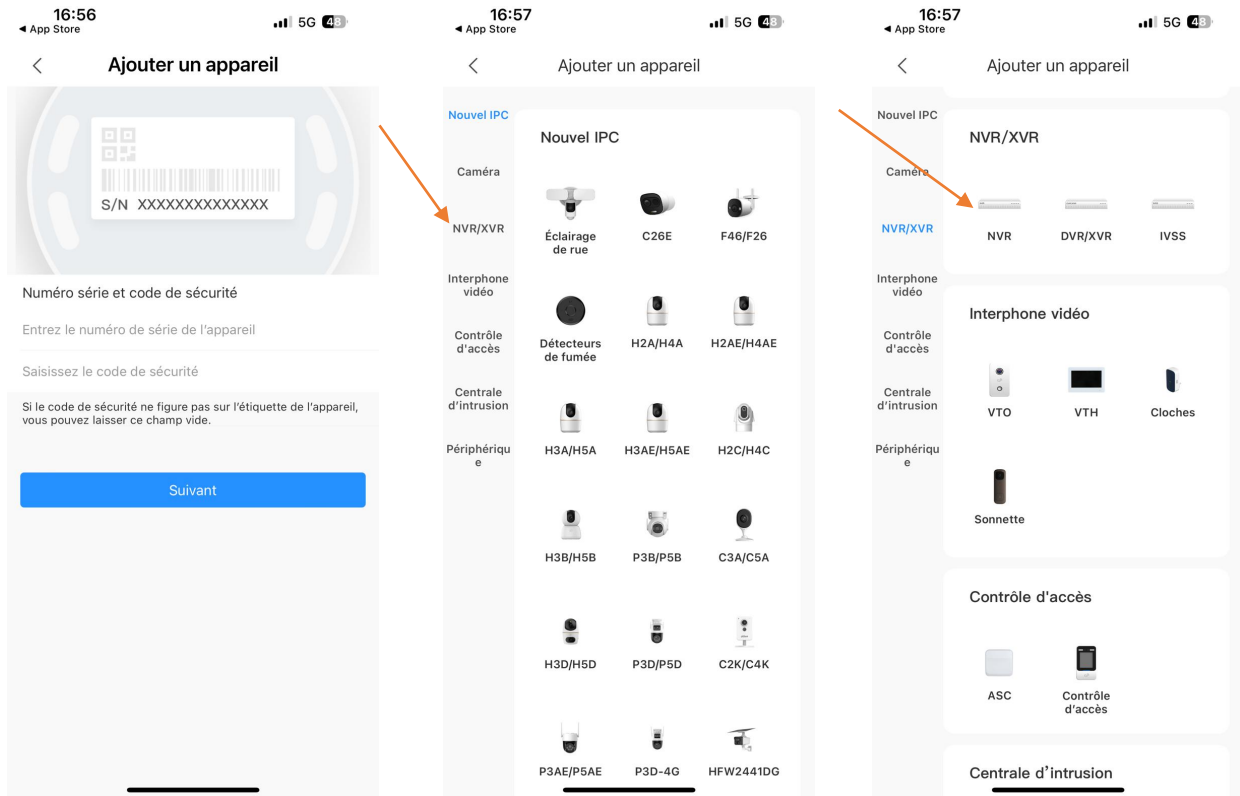 16:56
◀ App Store
5G 48
Ajouter un appareil
S/N XXXXXXXXXXXXXX
Numéro série et code de sécurité
Entrez le numéro de série de l'appareil
Saisissez le code de sécurité
Si le code de sécurité ne figure pas sur l'étiquette de l'appareil,
vous pouvez laisser ce champ vide.
Suivant
16:57
◀ App Store
5G 48
Ajouter un appareil
Nouvel IPC
Caméra
NVR/XVR
Interphone
vidéo
Contrôle
d'accès
Centrale
d'intrusion
Périphériqu
e
Nouvel IPC
Éclairage
de rue
C26E
F46/F26
Détecteurs
de fumée
H2A/H4A
H2AE/H4AE
H3A/H5A
H3AE/H5AE
H2C/H4C
H3B/H5B
P3B/P5B
C3A/C5A
H3D/H5D
P3D/P5D
C2K/C4K
P3AE/P5AE
P3D-4G
HFW2441DG
16:57
◀ App Store
5G 48
Ajouter un appareil
Nouvel IPC
Caméra
NVR/XVR
Interphone
vidéo
Contrôle
d'accès
Centrale
d'intrusion
Périphériqu
e
NVR/XVR
NVR
DVR/XVR
IVSS
Interphone vidéo
VTO
VTH
Cloches
Sonnette
Contrôle d'accès
ASC
Contrôle
d'accès
Centrale d'intrusion